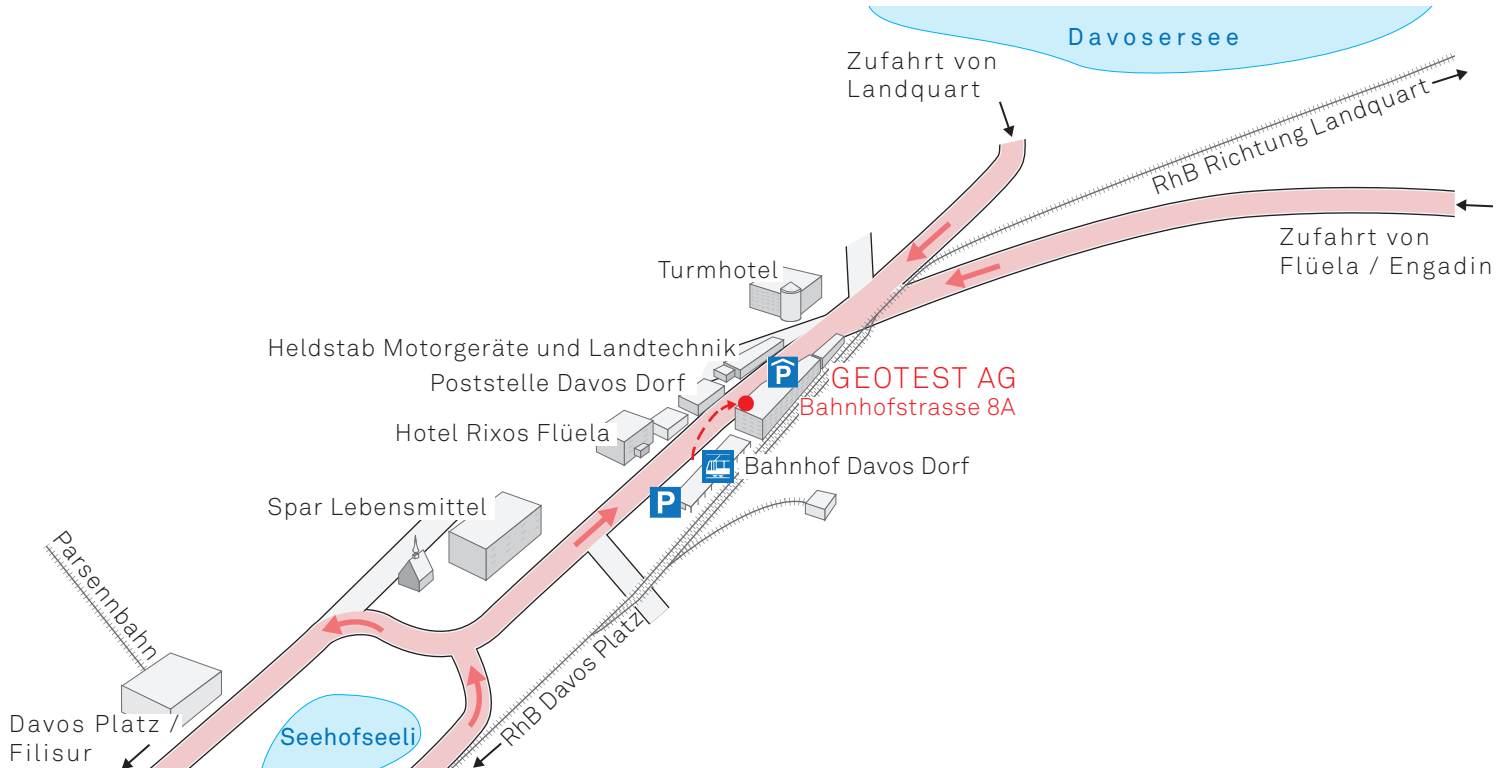 Davosersee
Zufahrt von
Landquart
RhB Richtung Landquart
Zufahrt von
Flüela / Engadin
Turmhotel
Heldstab Motorgeräte und Landtechnik
P
GEOTEST AG
Poststelle Davos Dorf
Bahnhofstrasse 8A
Hotel Rixos Flüela
Bahnhof Davos Dorf
P
Spar Lebensmittel
Parsennbahn
RhB Davos Platz
Davos Platz /
Filisur
Seehofseeli